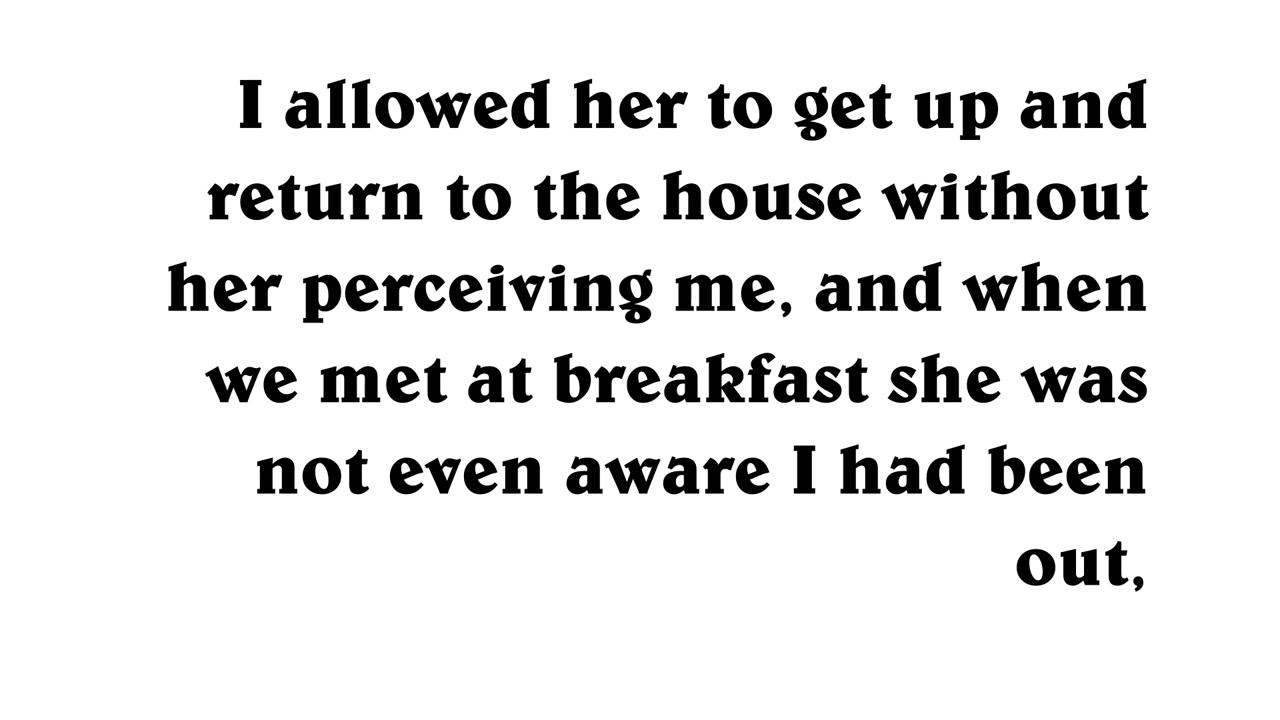 I allowed her to get up and
return to the house without
her perceiving me, and when
we met at breakfast she was
not even aware I had been
out,